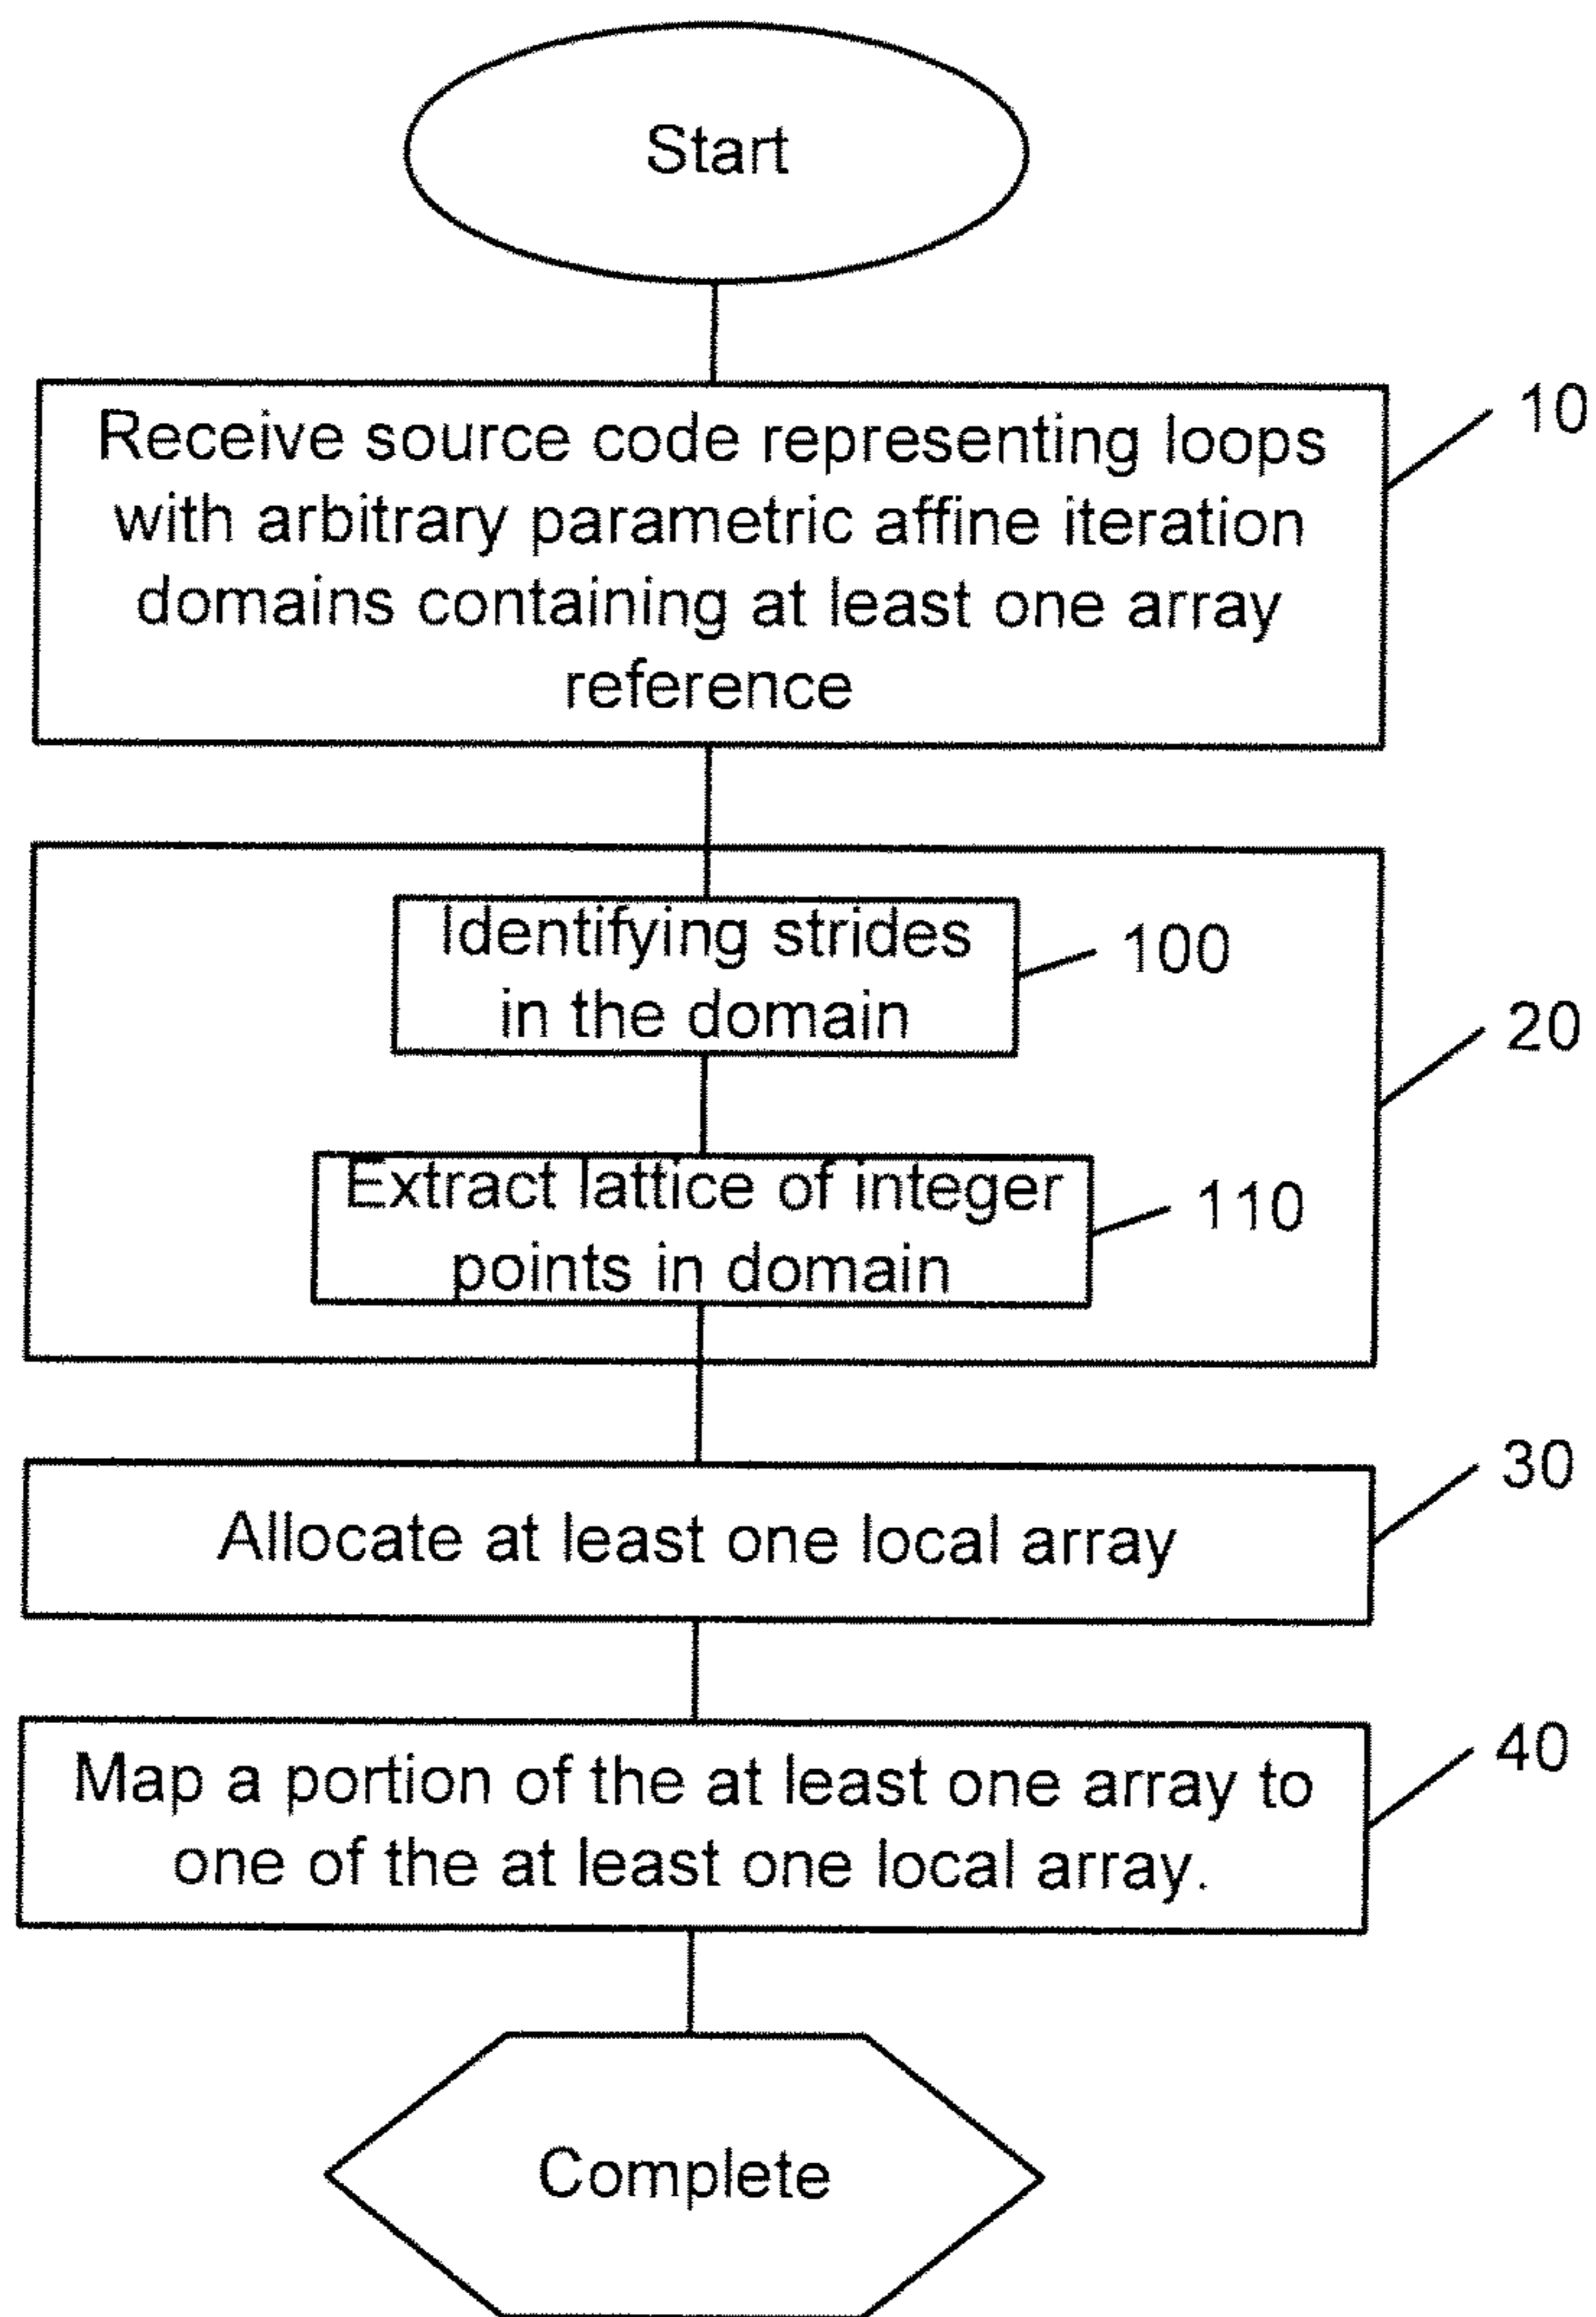 Start
Receive source code representing loops
with arbitrary parametric affine iteration
domains containing at least one array
reference
10
Identifying strides
in the domain
100
20
Extract lattice of integer
points in domain
110
Allocate at least one local array
30
Map a portion of the at least one array to
one of the at least one local array.
40
Complete